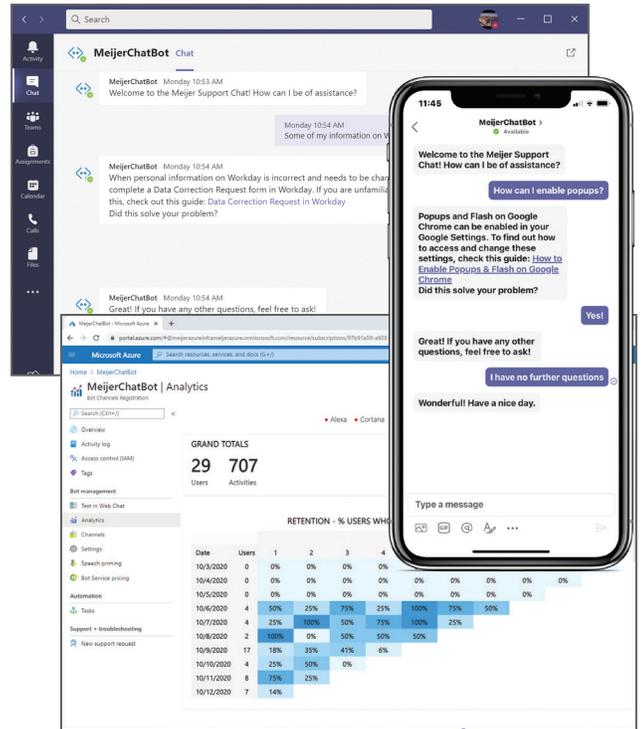 Search
MeijerChatBot Chat
Activity
Chat
Teams
Assignments
Calendar
Calls
Files
MeijerChatBot Monday 10:53 AM
Welcome to the Meijer Support Chat! How can I be of assistance?
Monday 10:54 AM
Some of my information on W
MeijerChatBot Monday 10:54 AM
When personal information on Workday is incorrect and needs to be chan
complete a Data Correction Request form in Workday. If you are unfamilia
this, check out this guide: Data Correction Request in Workday
Did this solve your problem?
MeijerChatBot Monday 10:54 AM
Great! If you have any other questions, feel free to ask!
11:45
MeijerChatBot >
Available
Welcome to the Meijer Support
Chat! How can I be of assistance?
How can I enable popups?
Popups and Flash on Google
Chrome can be enabled in your
Google Settings. To find out how
to access and change these
settings, check this guide: How to
Enable Popups & Flash on Google
Chrome
Did this solve your problem?
Yes!
Great! If you have any other
questions, feel free to ask!
I have no further questions
Wonderful! Have a nice day.
Type a message
GIF
MeijerChatBot - Microsoft Azure
Microsoft Azure
Search resources, services, and docs (G+/)
Home > MeijerChatBot
MeijerChatBot | Analytics
Bot Channels Registration
Search (Ctrl+/)
Overview
Activity log
Access control (IAM)
Tags
Bot management
Test in Web Chat
Analytics
Channels
Settings
Speech priming
Bot Service pricing
Automation
Tasks
Support + troubleshooting
New support request
Alexa Cortana
GRAND TOTALS
29 707
Users Activities
RETENTION - % USERS WHO
Date Users 1 2 3 4
10/3/2020 0 0% 0% 0% 0%
10/4/2020 0 0% 0% 0% 0% 0% 0% 0% 0% 0%
10/5/2020 0 0% 0% 0% 0% 0% 0% 0% 0%
10/6/2020 4 50% 25% 75% 25% 100% 75% 50%
10/7/2020 4 25% 100% 50% 75% 100% 25%
10/8/2020 2 100% 0% 50% 50% 50%
10/9/2020 17 18% 35% 41% 6%
10/10/2020 4 25% 50% 0%
10/11/2020 8 75% 25%
10/12/2020 7 14%